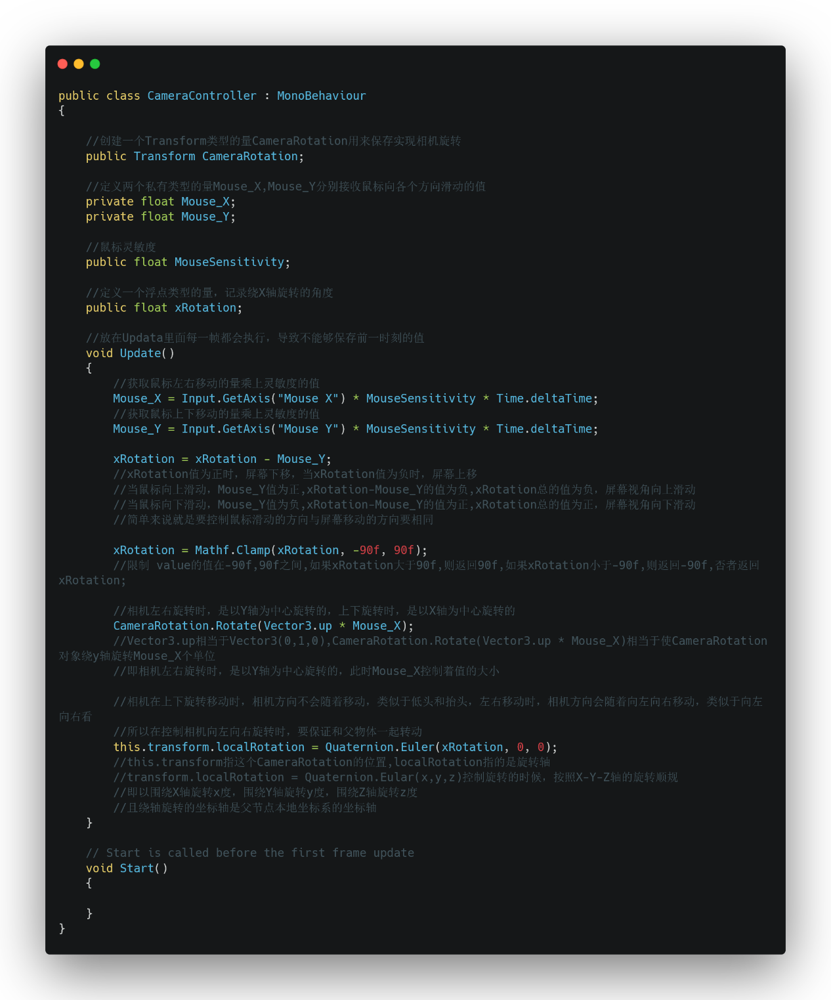 public class CameraController : MonoBehaviour
{
//创建一个Transform类型的量CameraRotation用来保存实现相机旋转
public Transform CameraRotation;
//定义两个私有类型的量Mouse_X,Mouse_Y分别接收鼠标向各个方向滑动的值
private float Mouse_X;
private float Mouse_Y;
//鼠标灵敏度
public float MouseSensitivity;
//定义一个浮点类型的量，记录绕X轴旋转的角度
public float xRotation;
//放在Updata里面每一帧都会执行，导致不能够保存前一时刻的值
void Update()
{
//获取鼠标左右移动的量乘上灵敏度的值
Mouse_X = Input.GetAxis("Mouse X") * MouseSensitivity * Time.deltaTime;
//获取鼠标上下移动的量乘上灵敏度的值
Mouse_Y = Input.GetAxis("Mouse Y") * MouseSensitivity * Time.deltaTime;
xRotation = xRotation - Mouse_Y;
//xRotation值为正时，屏幕下移，当xRotation值为负时，屏幕上移
//当鼠标向上滑动，Mouse_Y值为正,xRotation-Mouse_Y的值为负,xRotation总的值为负，屏幕视角向上滑动
//当鼠标向下滑动，Mouse_Y值为负,xRotation-Mouse_Y的值为正,xRotation总的值为正，屏幕视角向下滑动
//简单来说就是要控制鼠标滑动的方向与屏幕移动的方向要相同
xRotation = Mathf.Clamp(xRotation, -90f, 90f);
//限制 value的值在-90f,90f之间,如果xRotation大于90f,则返回90f,如果xRotation小于-90f,则返回-90f,否者返回
xRotation;
//相机左右旋转时，是以Y轴为中心旋转的，上下旋转时，是以X轴为中心旋转的
CameraRotation.Rotate(Vector3.up * Mouse_X);
//Vector3.up相当于Vector3(0,1,0),CameraRotation.Rotate(Vector3.up * Mouse_X)相当于使CameraRotation
对象绕y轴旋转Mouse_X个单位
//即相机左右旋转时，是以Y轴为中心旋转的，此时Mouse_X控制着值的大小
//相机在上下旋转移动时，相机方向不会随着移动，类似于低头和抬头，左右移动时，相机方向会随着向左向右移动，类似于向左
向右看
//所以在控制相机向左向右旋转时，要保证和父物体一起转动
this.transform.localRotation = Quaternion.Euler(xRotation, 0, 0);
//this.transform指这个CameraRotation的位置,localRotation指的是旋转轴
//transform.localRotation = Quaternion.Eular(x,y,z)控制旋转的时候，按照X-Y-Z轴的旋转顺规
//即以围绕X轴旋转x度，围绕Y轴旋转y度，围绕Z轴旋转z度
//且绕轴旋转的坐标轴是父节点本地坐标系的坐标轴
}
// Start is called before the first frame update
void Start()
{
}
}